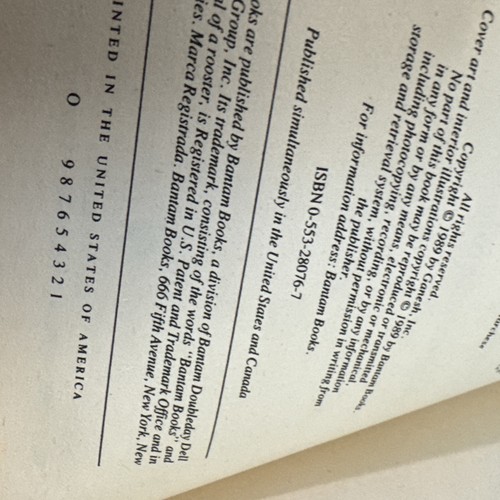 All rights reserved.
Copyright © 1989 by Gartesh, Inc.
Cover art and interior illustrations copyright © 1989 by Bantam Books.
No part of this book may be reproduced or transmitted
in any form or by any means, electronic or mechanical,
including photocopying, recording, or by any information
storage and retrieval system, without permission in writing from
the publisher.
For information address: Bantam Books.
ISBN 0-553-28076-7
Published simultaneously in the United States and Canada
oks are published by Bantam Books, a division of Bantam Doubleday Dell
Group, Inc. Its trademark, consisting of the words "Bantam Books" and
l of a rooster, is Registered in U.S. Patent and Trademark Office and in
ies. Marca Registrada. Bantam Books, 666 Fifth Avenue, New York, New
INTED IN THE UNITED STATES OF AMERICA
O 9 8 7 6 5 4 3 2 1